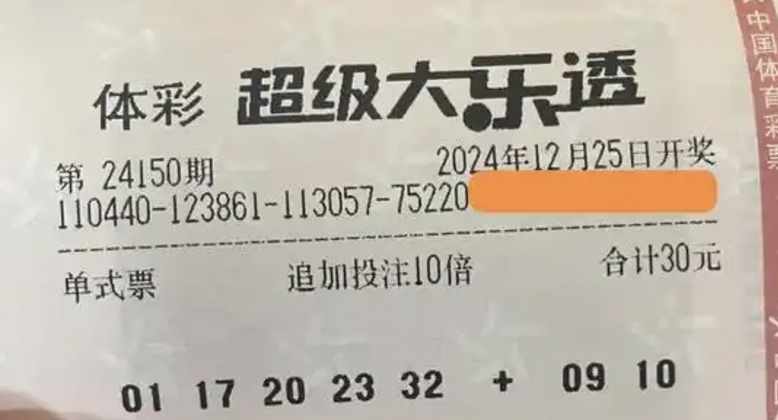 体彩 超级大乐透
第 24150期 2024年12月25日开奖
110440-123861-113057-75220
单式票 追加投注10倍 合计30元
01 17 20 23 32 + 09 10
中国体育彩票